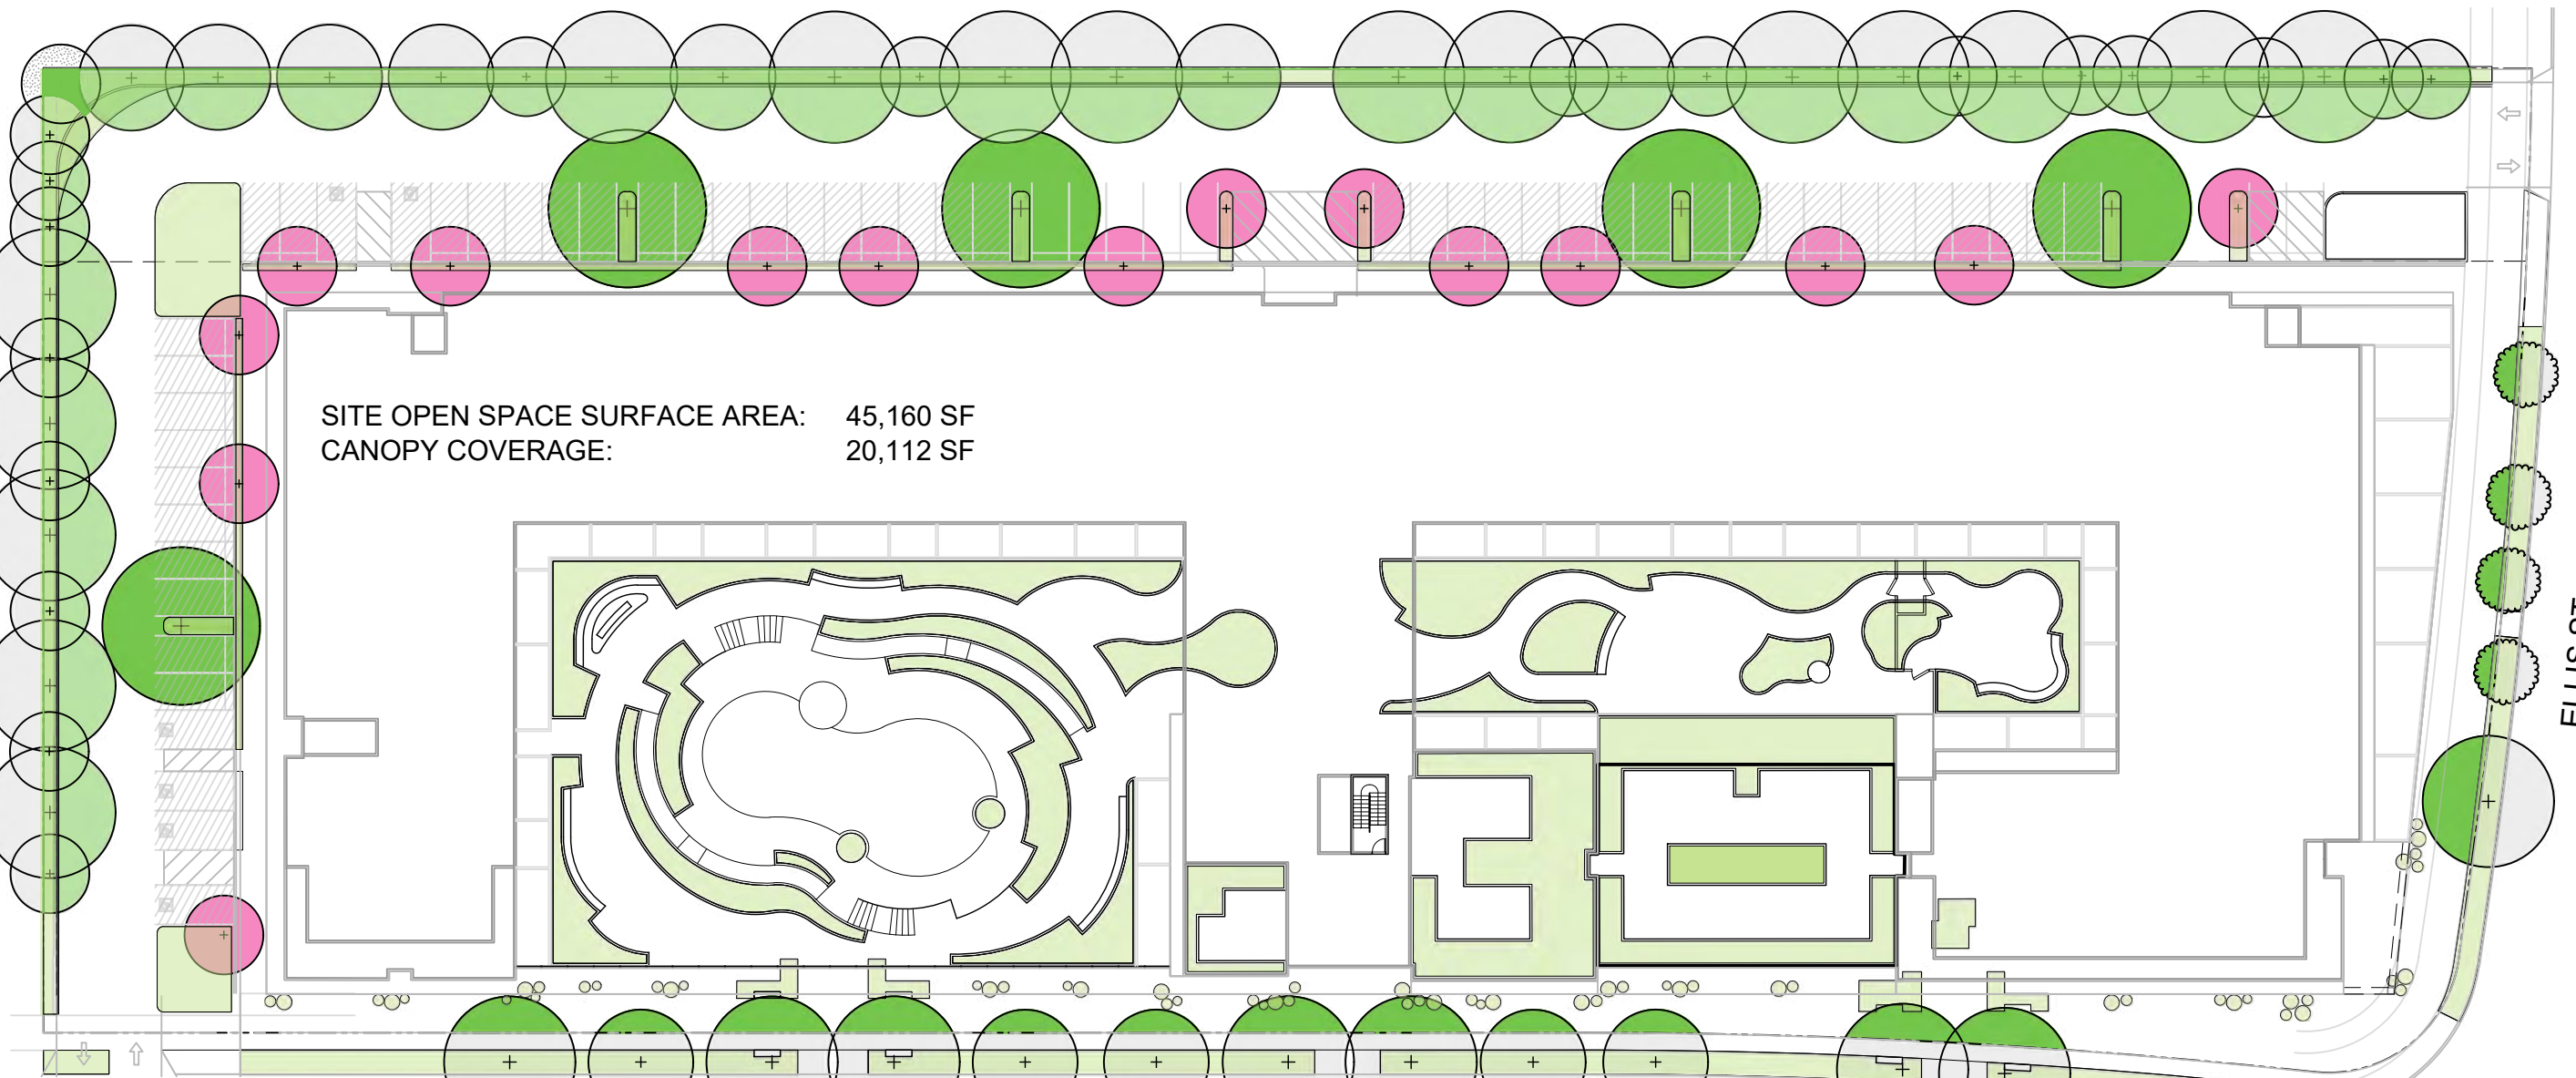 SITE OPEN SPACE SURFACE AREA: 45,160 SF
CANOPY COVERAGE: 20,112 SF